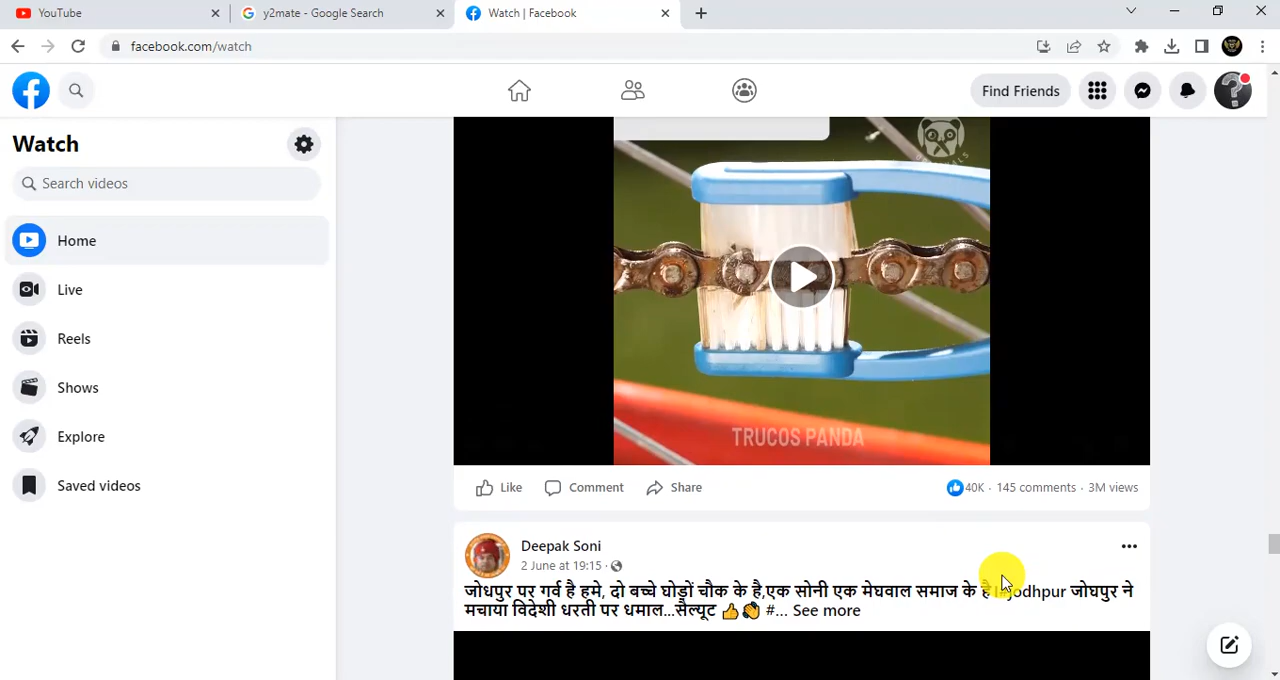 YouTube
y2mate - Google Search
Watch | Facebook
facebook.com/watch
Find Friends
Watch
Search videos
Home
Live
Reels
Shows
Explore
Saved videos
TRUCOS PANDA
Like
Comment
Share
40K · 145 comments · 3M views
Deepak Soni
2 June at 19:15 ·
जोधपुर पर गर्व है हमे, दो बच्चे घोड़ों चौक के है,एक सोनी एक मेघवाल समाज के है।#jodhpur जोघपुर ने
मचाया विदेशी धरती पर धमाल...सैल्यूट 👍👏 #... See more